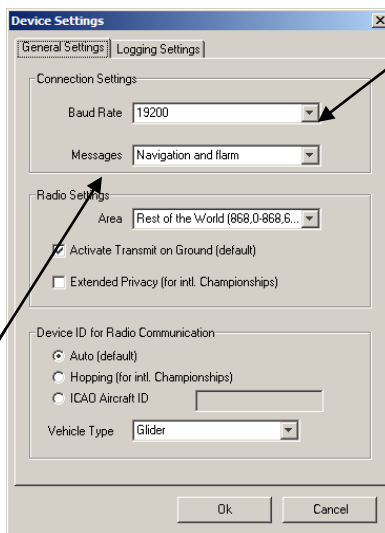 Device Settings
General Settings Logging Settings
Connection Settings
Baud Rate 19200
Messages Navigation and flarm
Radio Settings
Area Rest of the World (868,0-868,6...
Activate Transmit on Ground (default)
Extended Privacy (for intl. Championships)
Device ID for Radio Communication
Auto (default)
Hopping (for intl. Championships)
ICAO Aircraft ID
Vehicle Type Glider
Ok Cancel